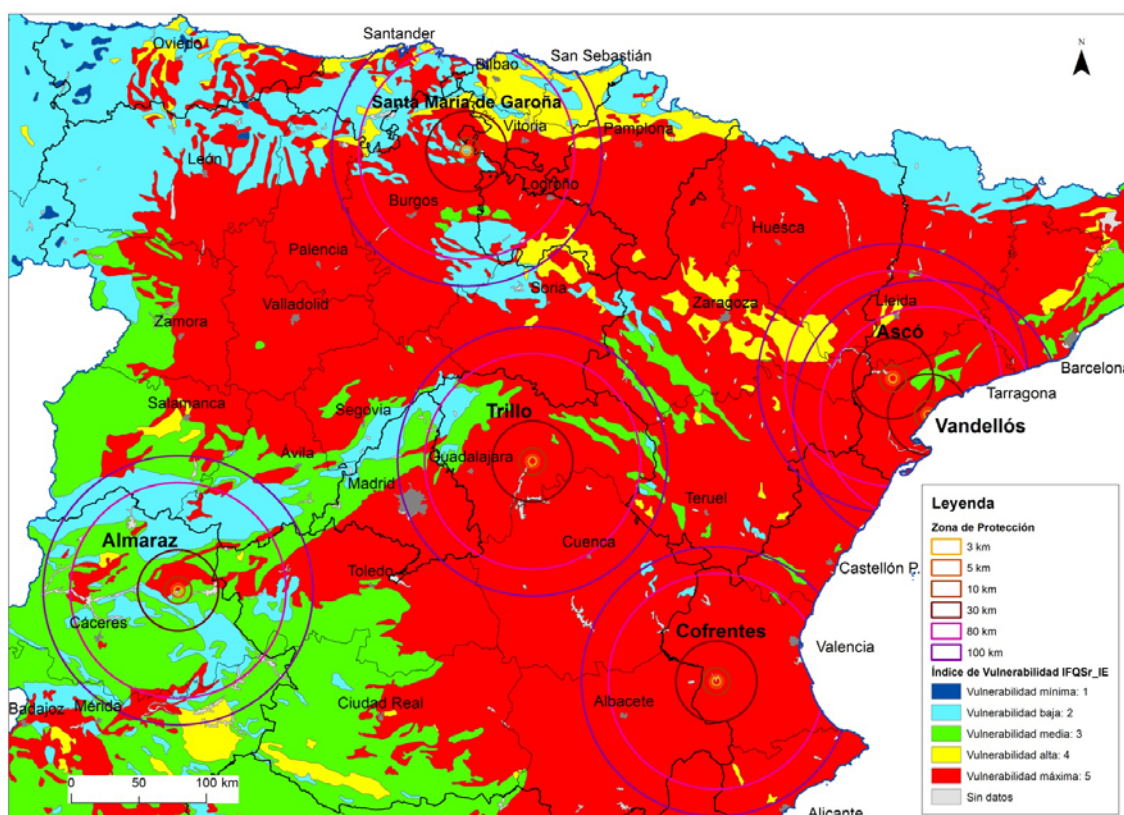 Santander
Oviedo
San Sebastián
Bilbao
N
Santa María de Garoña
Vitoria
Pamplona
León
Logroño
Burgos
Huesca
Palencia
Soria
Valladolid
Zaragoza
Lleida
Zamora
Ascó
Barcelona
Tarragona
Salamanca
Segovia
Trillo
Vandellós
Ávila
Guadalajara
Madrid
Teruel
Almaraz
Cuenca
Toledo
Castellón P.
Cáceres
Cofrentes
Valencia
Albacete
Badajoz
Mérida
Ciudad Real
Alicante
0 50 100 km
Leyenda
Zona de Protección
3 km
5 km
10 km
30 km
80 km
100 km
Índice de Vulnerabilidad IFQSr_IE
Vulnerabilidad mínima: 1
Vulnerabilidad baja: 2
Vulnerabilidad media: 3
Vulnerabilidad alta: 4
Vulnerabilidad máxima: 5
Sin datos